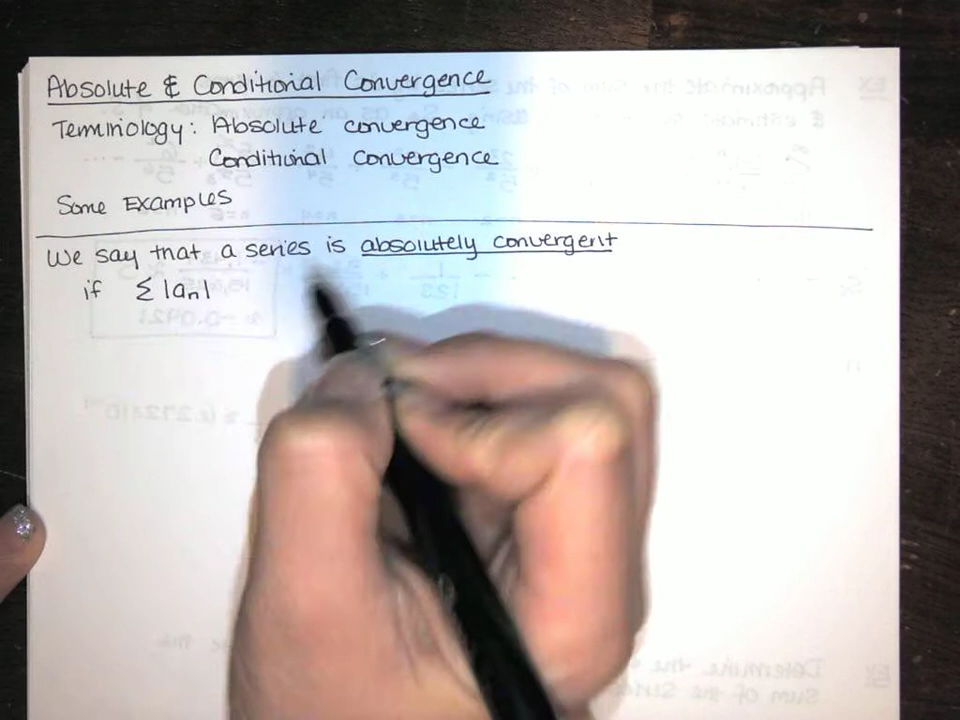 Absolute & Conditional Convergence
Terminology: Absolute convergence
Conditional convergence
Some Examples
We say that a series is absolutely convergent
if Σ |aₙ|